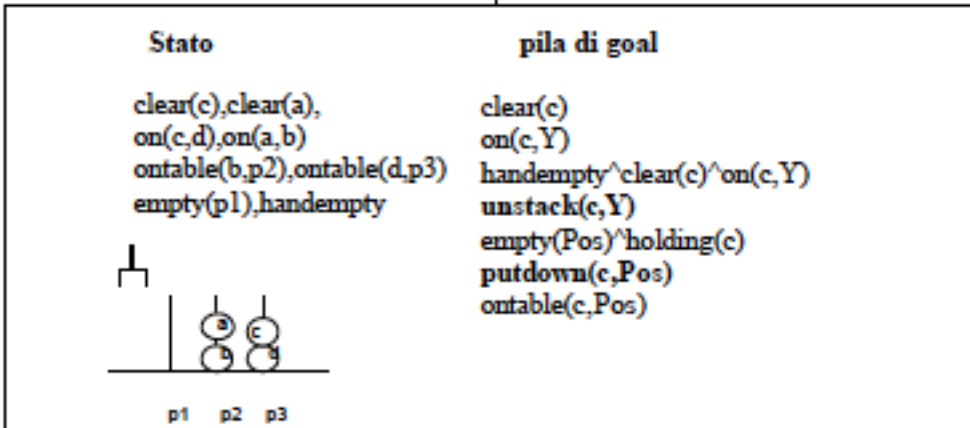 Stato
clear(c),clear(a),
on(c,d),on(a,b)
ontable(b,p2),ontable(d,p3)
empty(p1),handempty
pila di goal
clear(c)
on(c,Y)
handempty^clear(c)^on(c,Y)
unstack(c,Y)
empty(Pos)^holding(c)
putdown(c,Pos)
ontable(c,Pos)
a c
b d
p1 p2 p3